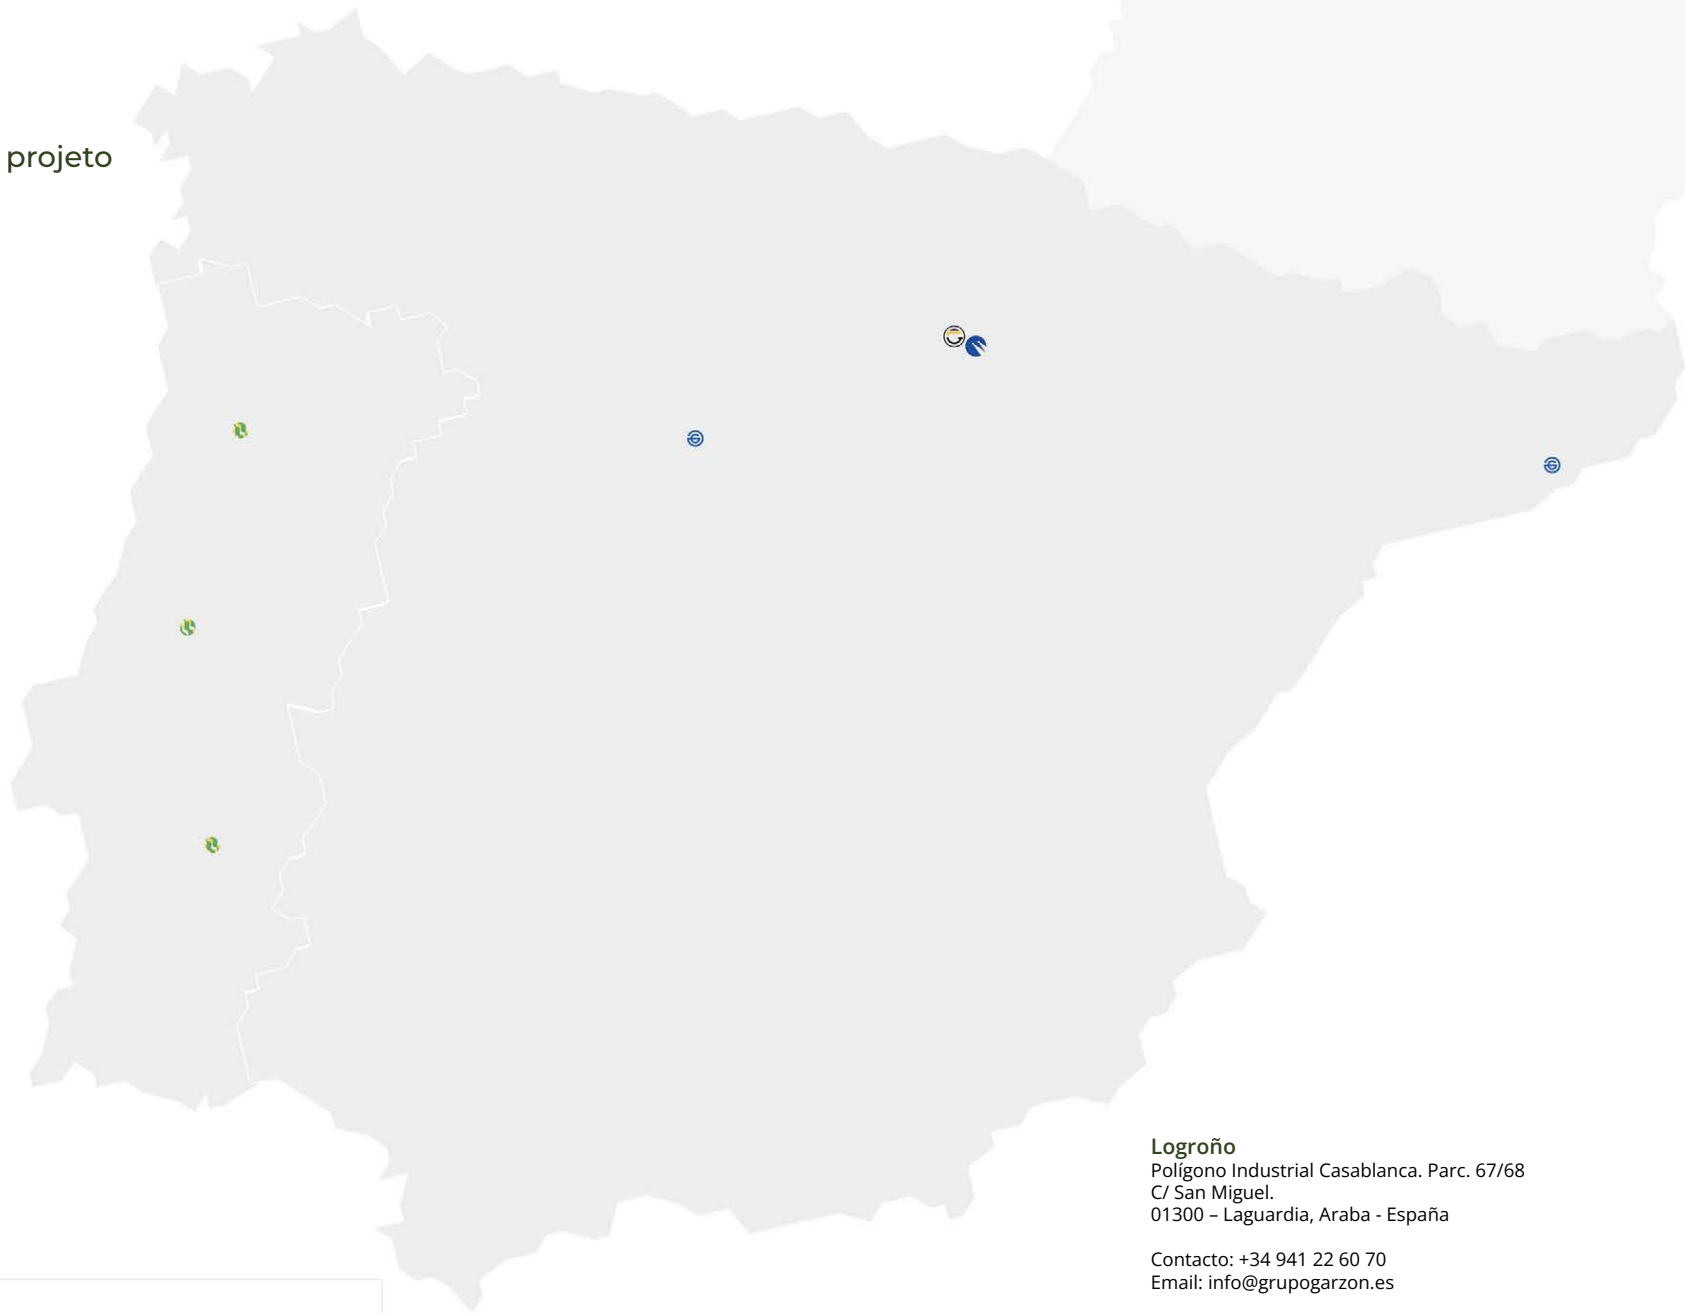 projeto
Logroño
Polígono Industrial Casablanca. Parc. 67/68
C/ San Miguel.
01300 – Laguardia, Araba - España
Contacto: +34 941 22 60 70
Email: info@grupogarzon.es